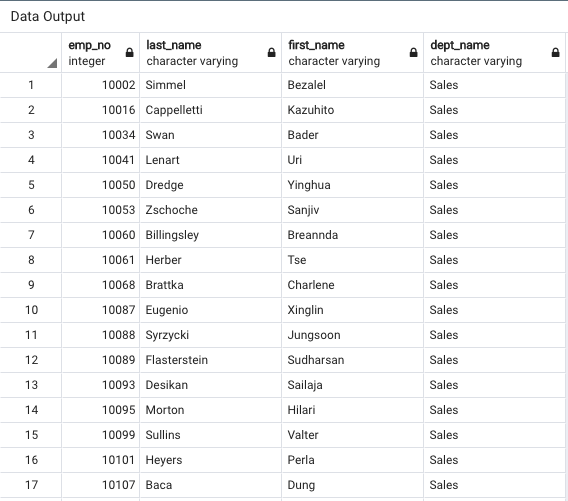 Data Output
emp_no last_name first_name dept_name
integer character varying character varying character varying
1 10002 Simmel Bezalel Sales
2 10016 Cappelletti Kazuhito Sales
3 10034 Swan Bader Sales
4 10041 Lenart Uri Sales
5 10050 Dredge Yinghua Sales
6 10053 Zschoche Sanjiv Sales
7 10060 Billingsley Breannda Sales
8 10061 Herber Tse Sales
9 10068 Brattka Charlene Sales
10 10087 Eugenio Xinglin Sales
11 10088 Syrzycki Jungsoon Sales
12 10089 Flasterstein Sudharsan Sales
13 10093 Desikan Sailaja Sales
14 10095 Morton Hilari Sales
15 10099 Sullins Valter Sales
16 10101 Heyers Perla Sales
17 10107 Baca Dung Sales